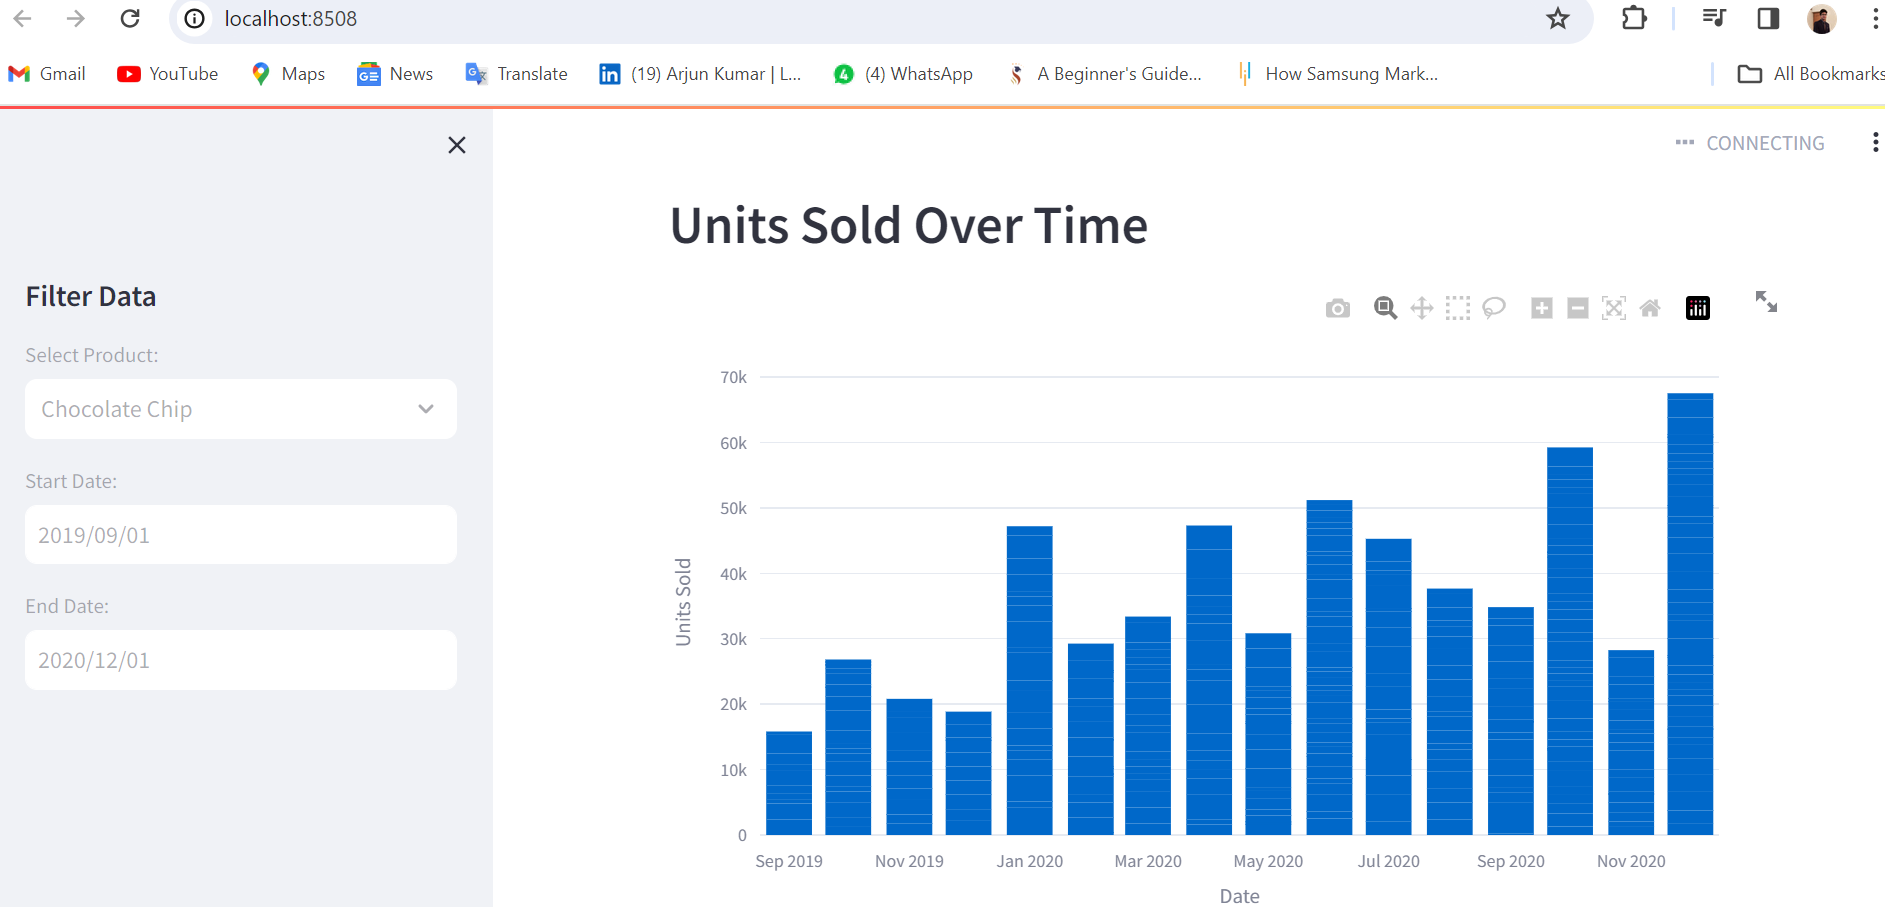 localhost:8508
Gmail YouTube Maps News Translate (19) Arjun Kumar | L... (4) WhatsApp A Beginner's Guide... How Samsung Mark... All Bookmarks
CONNECTING
Units Sold Over Time
Filter Data
Select Product:
Chocolate Chip
Start Date:
2019/09/01
End Date:
2020/12/01
70k
60k
50k
40k
30k
20k
10k
0
Units Sold
Sep 2019 Nov 2019 Jan 2020 Mar 2020 May 2020 Jul 2020 Sep 2020 Nov 2020
Date